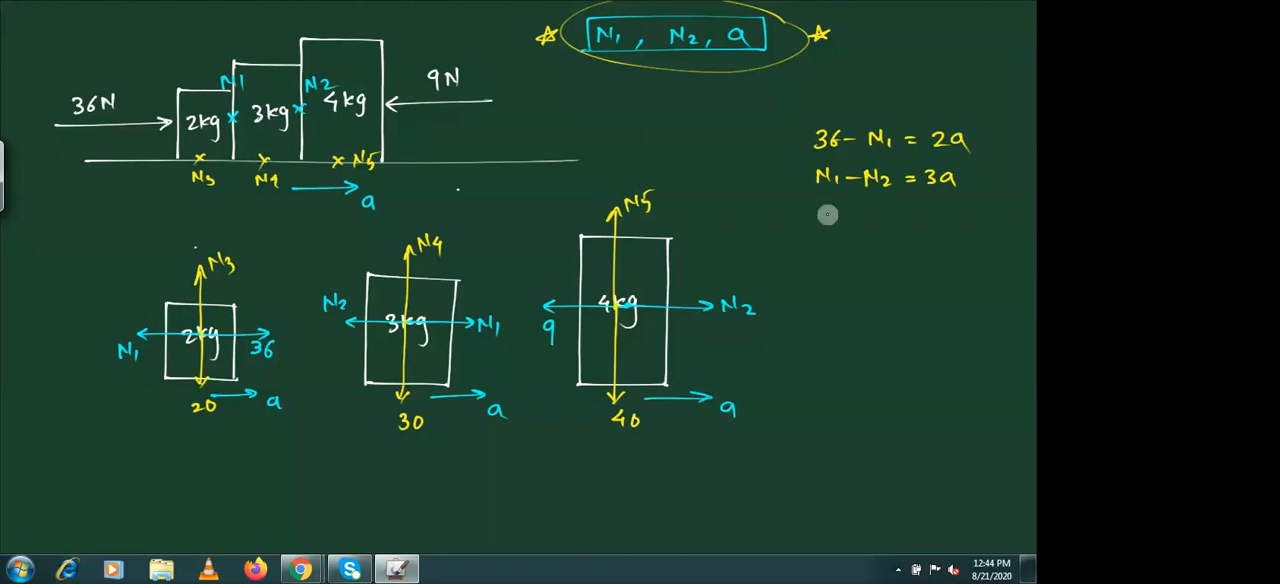 N₁ , N₂, a
36N
2kg
N1
3kg
N2
4kg
9N
N3
N4
N5
a
36 - N₁ = 2a
N₁ - N₂ = 3a
N3
N₁
2kg
36
20
a
N4
N₂
3kg
N₁
30
a
N5
9
4kg
N₂
40
a
12:44 PM
8/21/2020